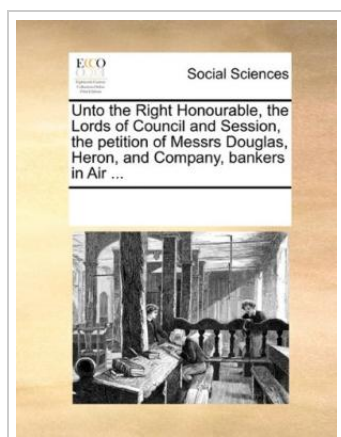 ECCO
Social Sciences
Unto the Right Honourable, the
Lords of Council and Session,
the petition of Messrs Douglas,
Heron, and Company, bankers
in Air ...